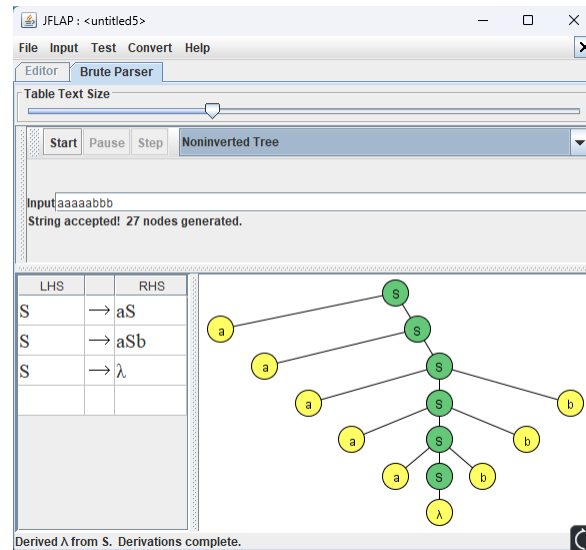 JFLAP : <untitled5>
File Input Test Convert Help
Editor Brute Parser
Table Text Size
Start Pause Step Noninverted Tree
Input aaaaabbb
String accepted! 27 nodes generated.
LHS RHS
S → aS
S → aSb
S → λ
S
a S
a S
a S b
a S b
a S b
λ
Derived λ from S. Derivations complete.